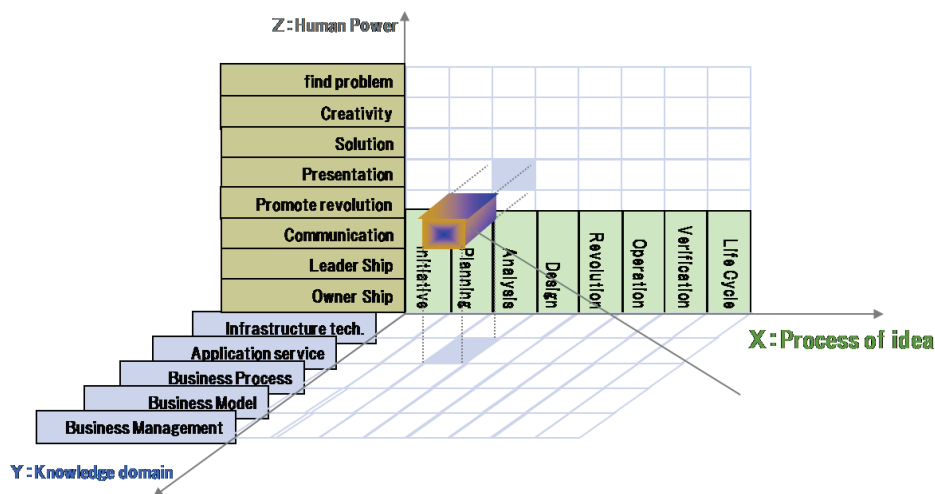 Z:Human Power
find problem
Creativity
Solution
Presentation
Promote revolution
Communication
Leader Ship
Owner Ship
Initiative
Planning
Analysis
Design
Revolution
Operation
Verification
Life Cycle
Infrastructure tech.
Application service
Business Process
Business Model
Business Management
X:Process of idea
Y:Knowledge domain